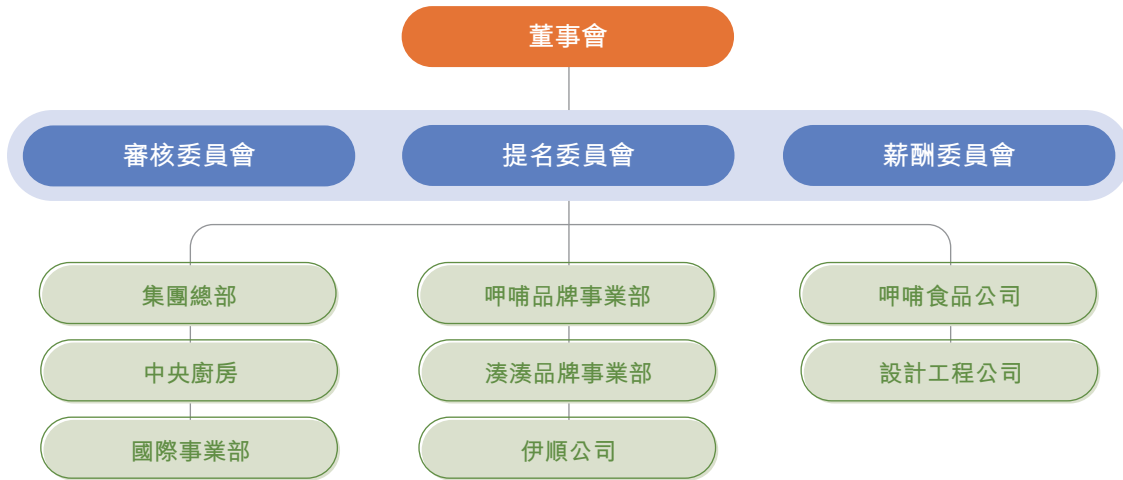 董事會
審核委員會
提名委員會
薪酬委員會
集團總部
呷哺品牌事業部
呷哺食品公司
中央廚房
湊湊品牌事業部
設計工程公司
國際事業部
伊順公司